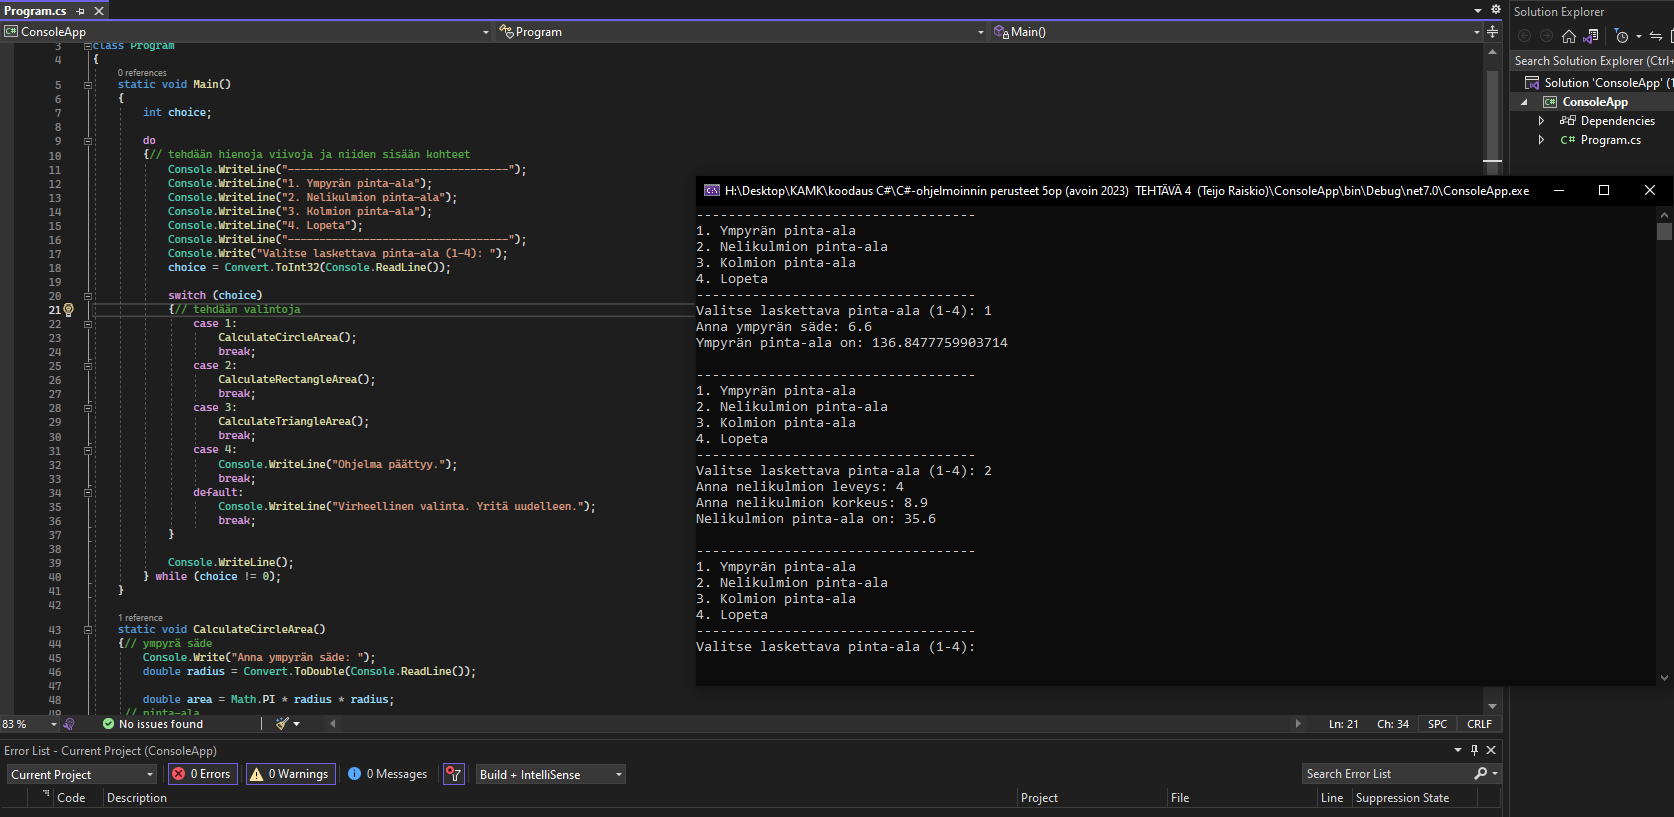 Program.cs
ConsoleApp
Program
Main()
3 class Program
4 {
0 references
5 static void Main()
6 {
7 int choice;
8
9 do
10 {// tehdään hienoja viivoja ja niiden sisään kohteet
11 Console.WriteLine("-----------------------------------");
12 Console.WriteLine("1. Ympyrän pinta-ala");
13 Console.WriteLine("2. Nelikulmion pinta-ala");
14 Console.WriteLine("3. Kolmion pinta-ala");
15 Console.WriteLine("4. Lopeta");
16 Console.WriteLine("-----------------------------------");
17 Console.Write("Valitse laskettava pinta-ala (1-4): ");
18 choice = Convert.ToInt32(Console.ReadLine());
19
20 switch (choice)
21 {// tehdään valintoja
22 case 1:
23 CalculateCircleArea();
24 break;
25 case 2:
26 CalculateRectangleArea();
27 break;
28 case 3:
29 CalculateTriangleArea();
30 break;
31 case 4:
32 Console.WriteLine("Ohjelma päättyy.");
33 break;
34 default:
35 Console.WriteLine("Virheellinen valinta. Yritä uudelleen.");
36 break;
37 }
38
39 Console.WriteLine();
40 } while (choice != 0);
41 }
42
1 reference
43 static void CalculateCircleArea()
44 {// ympyrä säde
45 Console.Write("Anna ympyrän säde: ");
46 double radius = Convert.ToDouble(Console.ReadLine());
47
48 double area = Math.PI * radius * radius;
49 // pinta-ala
83 %
No issues found
Ln: 21
Ch: 34
SPC
CRLF
H:\Desktop\KAMK\koodaus C#\C#-ohjelmoinnin perusteet 5op (avoin 2023)  TEHTÄVÄ 4  (Teijo Raiskio)\ConsoleApp\bin\Debug\net7.0\ConsoleApp.exe
-----------------------------------
1. Ympyrän pinta-ala
2. Nelikulmion pinta-ala
3. Kolmion pinta-ala
4. Lopeta
-----------------------------------
Valitse laskettava pinta-ala (1-4): 1
Anna ympyrän säde: 6.6
Ympyrän pinta-ala on: 136.8477759903714
-----------------------------------
1. Ympyrän pinta-ala
2. Nelikulmion pinta-ala
3. Kolmion pinta-ala
4. Lopeta
-----------------------------------
Valitse laskettava pinta-ala (1-4): 2
Anna nelikulmion leveys: 4
Anna nelikulmion korkeus: 8.9
Nelikulmion pinta-ala on: 35.6
-----------------------------------
1. Ympyrän pinta-ala
2. Nelikulmion pinta-ala
3. Kolmion pinta-ala
4. Lopeta
-----------------------------------
Valitse laskettava pinta-ala (1-4):
Solution Explorer
Search Solution Explorer (Ctrl+
Solution 'ConsoleApp' (1
C# ConsoleApp
Dependencies
C# Program.cs
Error List - Current Project (ConsoleApp)
Current Project
0 Errors
0 Warnings
0 Messages
Build + IntelliSense
Search Error List
Code
Description
Project
File
Line
Suppression State